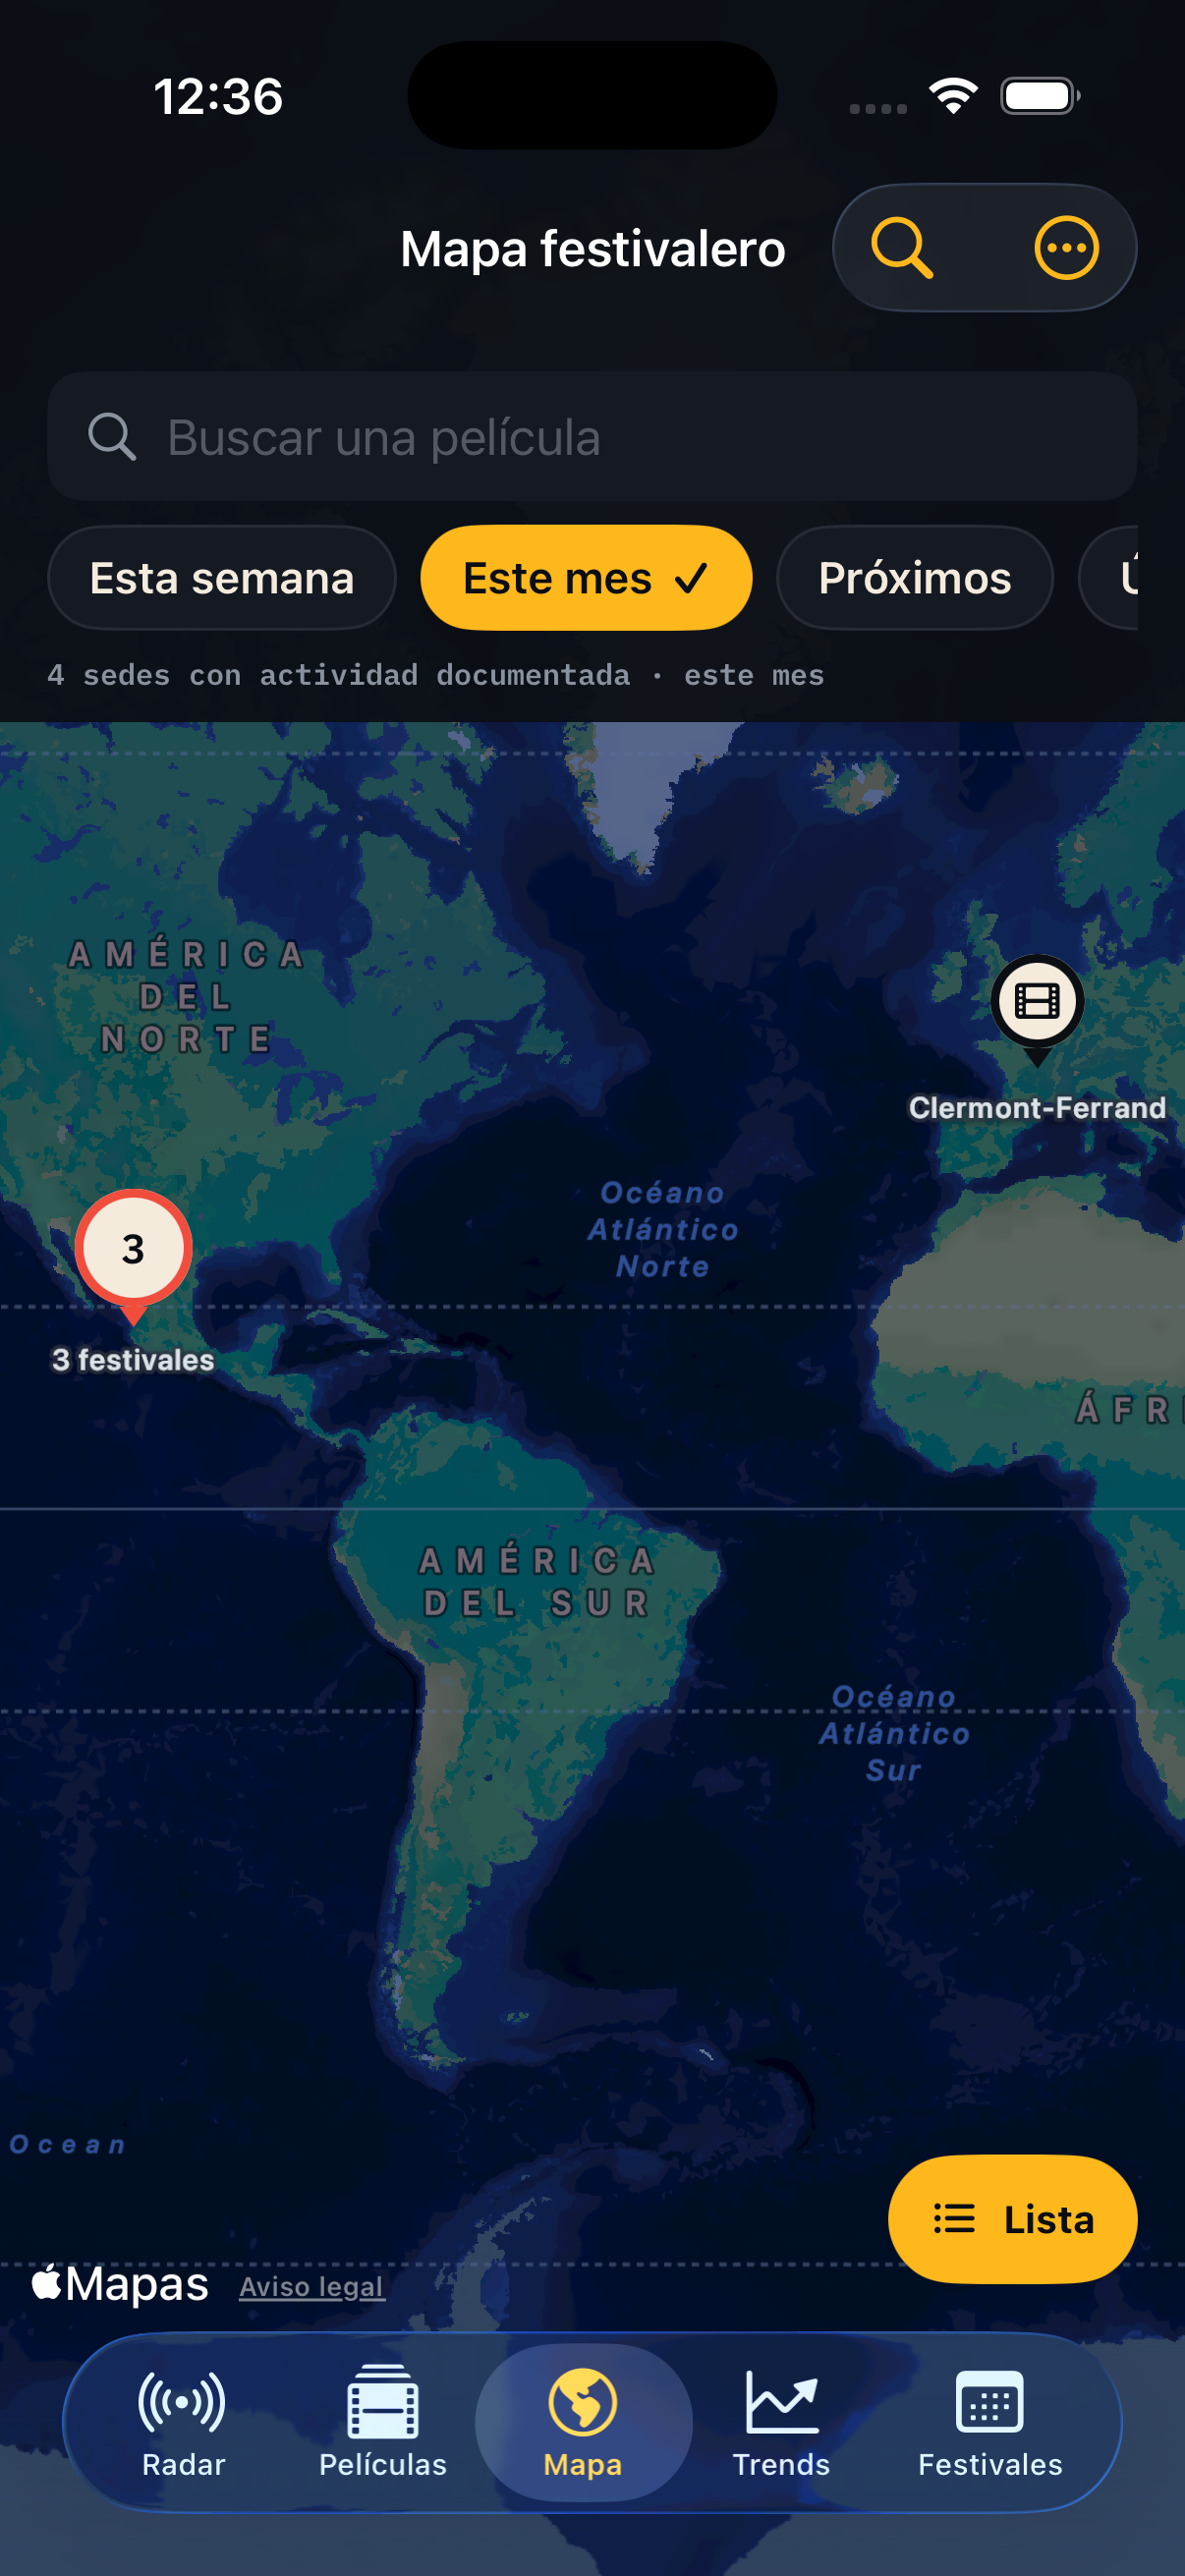 12:36
Mapa festivalero
Buscar una película
Esta semana
Este mes
Próximos
4 sedes con actividad documentada · este mes
AMÉRICA
DEL
NORTE
Clermont-Ferrand
Océano
Atlántico
Norte
3
3 festivales
ÁFR
AMÉRICA
DEL SUR
Océano
Atlántico
Sur
Ocean
Lista
Mapas
Aviso legal
Radar
Películas
Mapa
Trends
Festivales